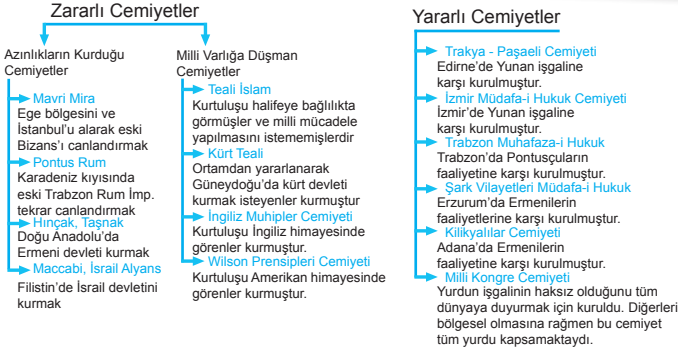 Zararlı Cemiyetler
Azınlıkların Kurduğu
Cemiyetler
Mavri Mira
Ege bölgesini ve
İstanbul'u alarak eski
Bizans'ı canlandırmak
Pontus Rum
Karadeniz kıyısında
eski Trabzon Rum İmp.
tekrar canlandırmak
Hınçak, Taşnak
Doğu Anadolu'da
Ermeni devleti kurmak
Maccabi, İsrail Alyans
Filistin'de İsrail devletini
kurmak
Milli Varlığa Düşman
Cemiyetler
Teali İslam
Kurtuluşu halifeye bağlılıkta
görmüşler ve milli mücadele
yapılmasını istememişlerdir
Kürt Teali
Ortamdan yararlanarak
Güneydoğu'da kürt devleti
kurmak isteyenler kurmuştur
İngiliz Muhipler Cemiyeti
Kurtuluşu İngiliz himayesinde
görenler kurmuştur.
Wilson Prensipleri Cemiyeti
Kurtuluşu Amerikan himayesinde
görenler kurmuştur.
Yararlı Cemiyetler
Trakya - Paşaeli Cemiyeti
Edirne'de Yunan işgaline
karşı kurulmuştur.
İzmir Müdafa-i Hukuk Cemiyeti
İzmir'de Yunan işgaline
karşı kurulmuştur.
Trabzon Muhafaza-i Hukuk
Trabzon'da Pontusçuların
faaliyetine karşı kurulmuştur.
Şark Vilayetleri Müdafa-i Hukuk
Erzurum'da Ermenilerin
faaliyetlerine karşı kurulmuştur.
Kilikyalılar Cemiyeti
Adana'da Ermenilerin
faaliyetine karşı kurulmuştur.
Milli Kongre Cemiyeti
Yurdun işgalinin haksız olduğunu tüm
dünyaya duyurmak için kuruldu. Diğerleri
bölgesel olmasına rağmen bu cemiyet
tüm yurdu kapsamaktaydı.